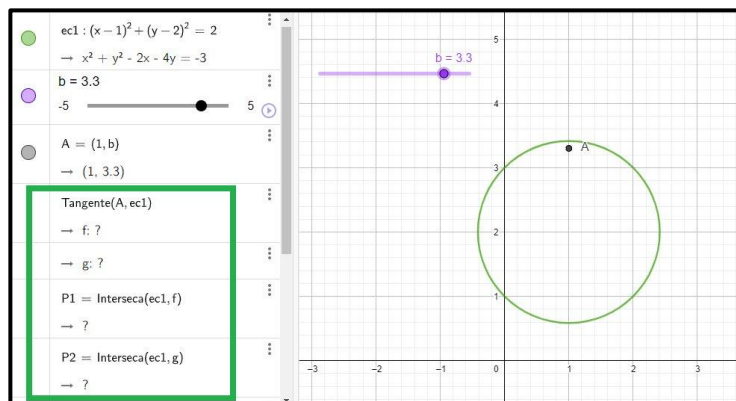 ec1 : (x − 1)² + (y − 2)² = 2
→ x² + y² - 2x - 4y = -3
b = 3.3
-5
5
A = (1, b)
→ (1, 3.3)
Tangente(A, ec1)
→ f: ?
→ g: ?
P1 = Interseca(ec1, f)
→ ?
P2 = Interseca(ec1, g)
→ ?
b = 3.3
A
5
4
3
2
1
0
−3 −2 −1 0 1 2 3